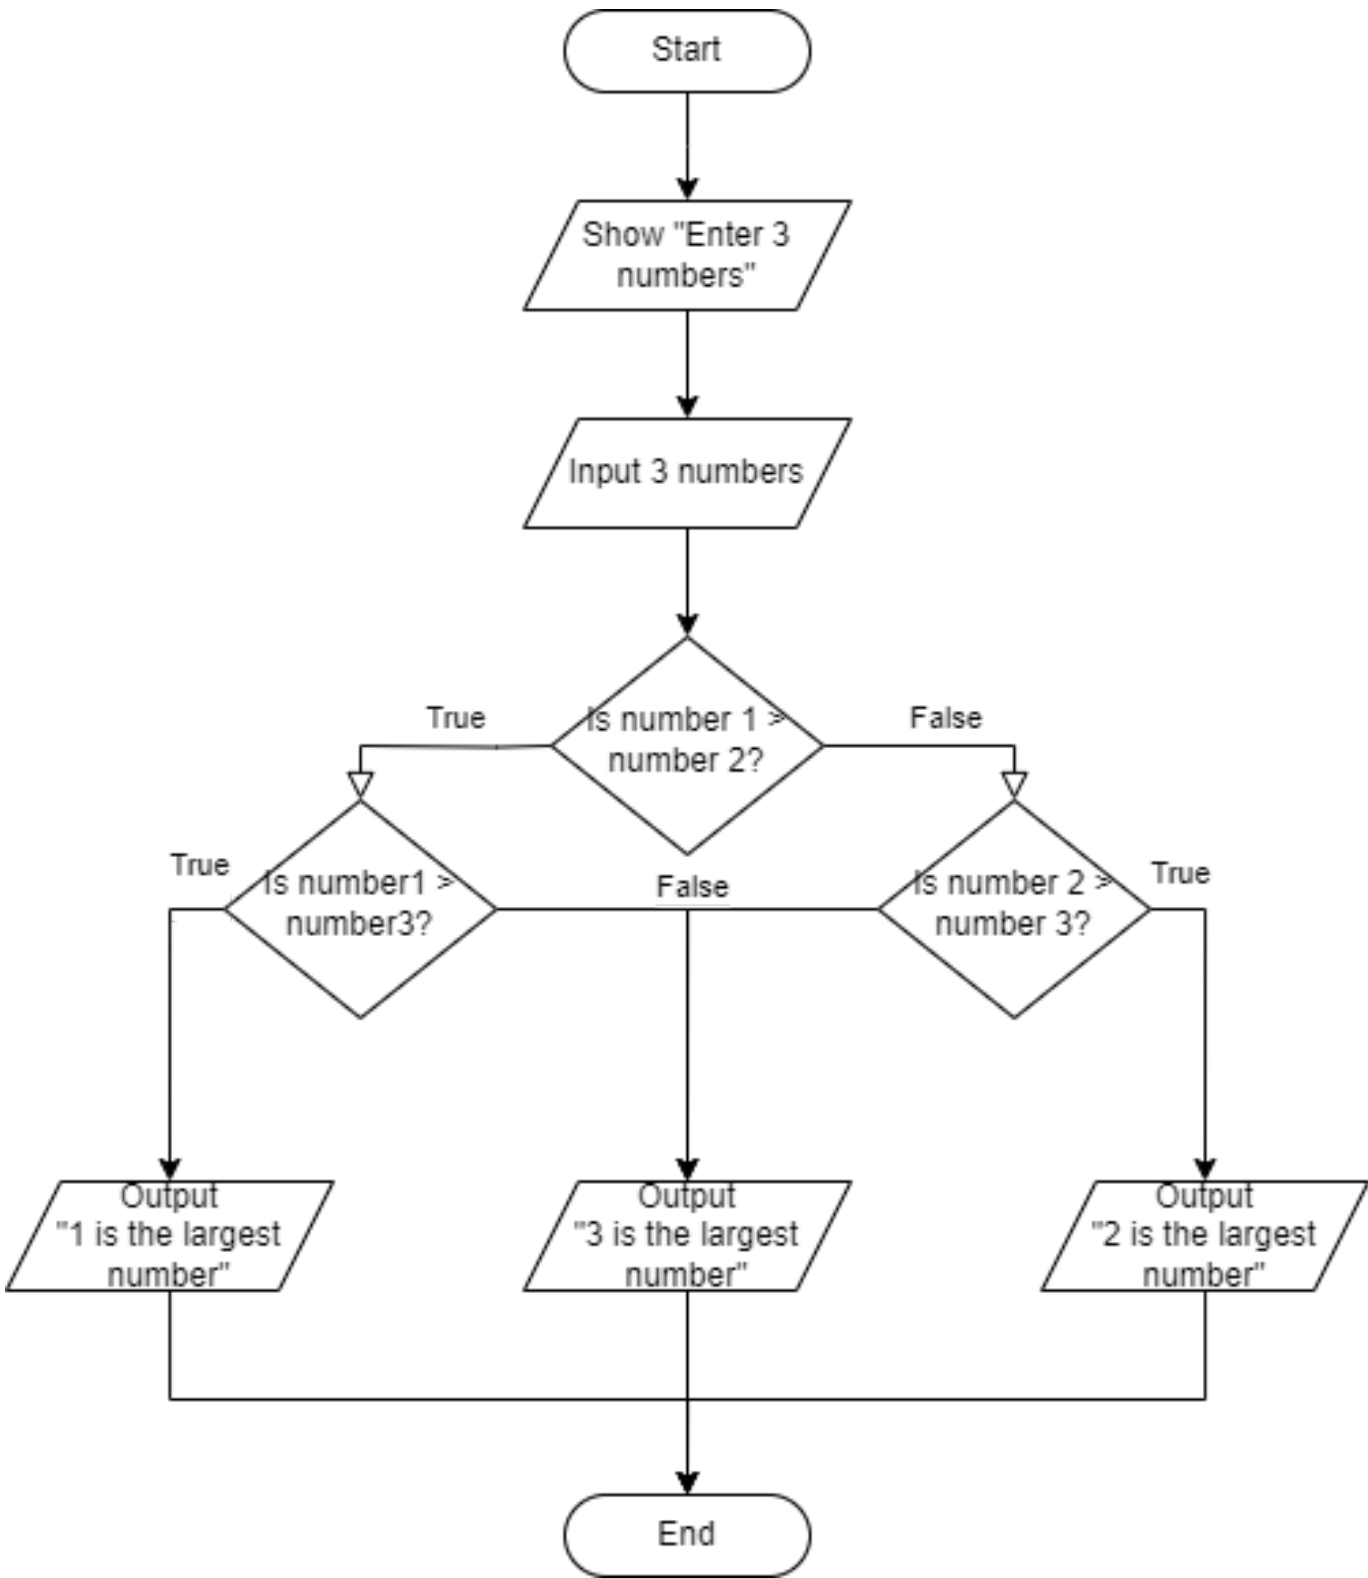 Start
Show "Enter 3
numbers"
Input 3 numbers
Is number 1 >
number 2?
True
False
Is number1 >
number3?
True
False
Is number 2 >
number 3?
True
Output
"1 is the largest
number"
Output
"3 is the largest
number"
Output
"2 is the largest
number"
End